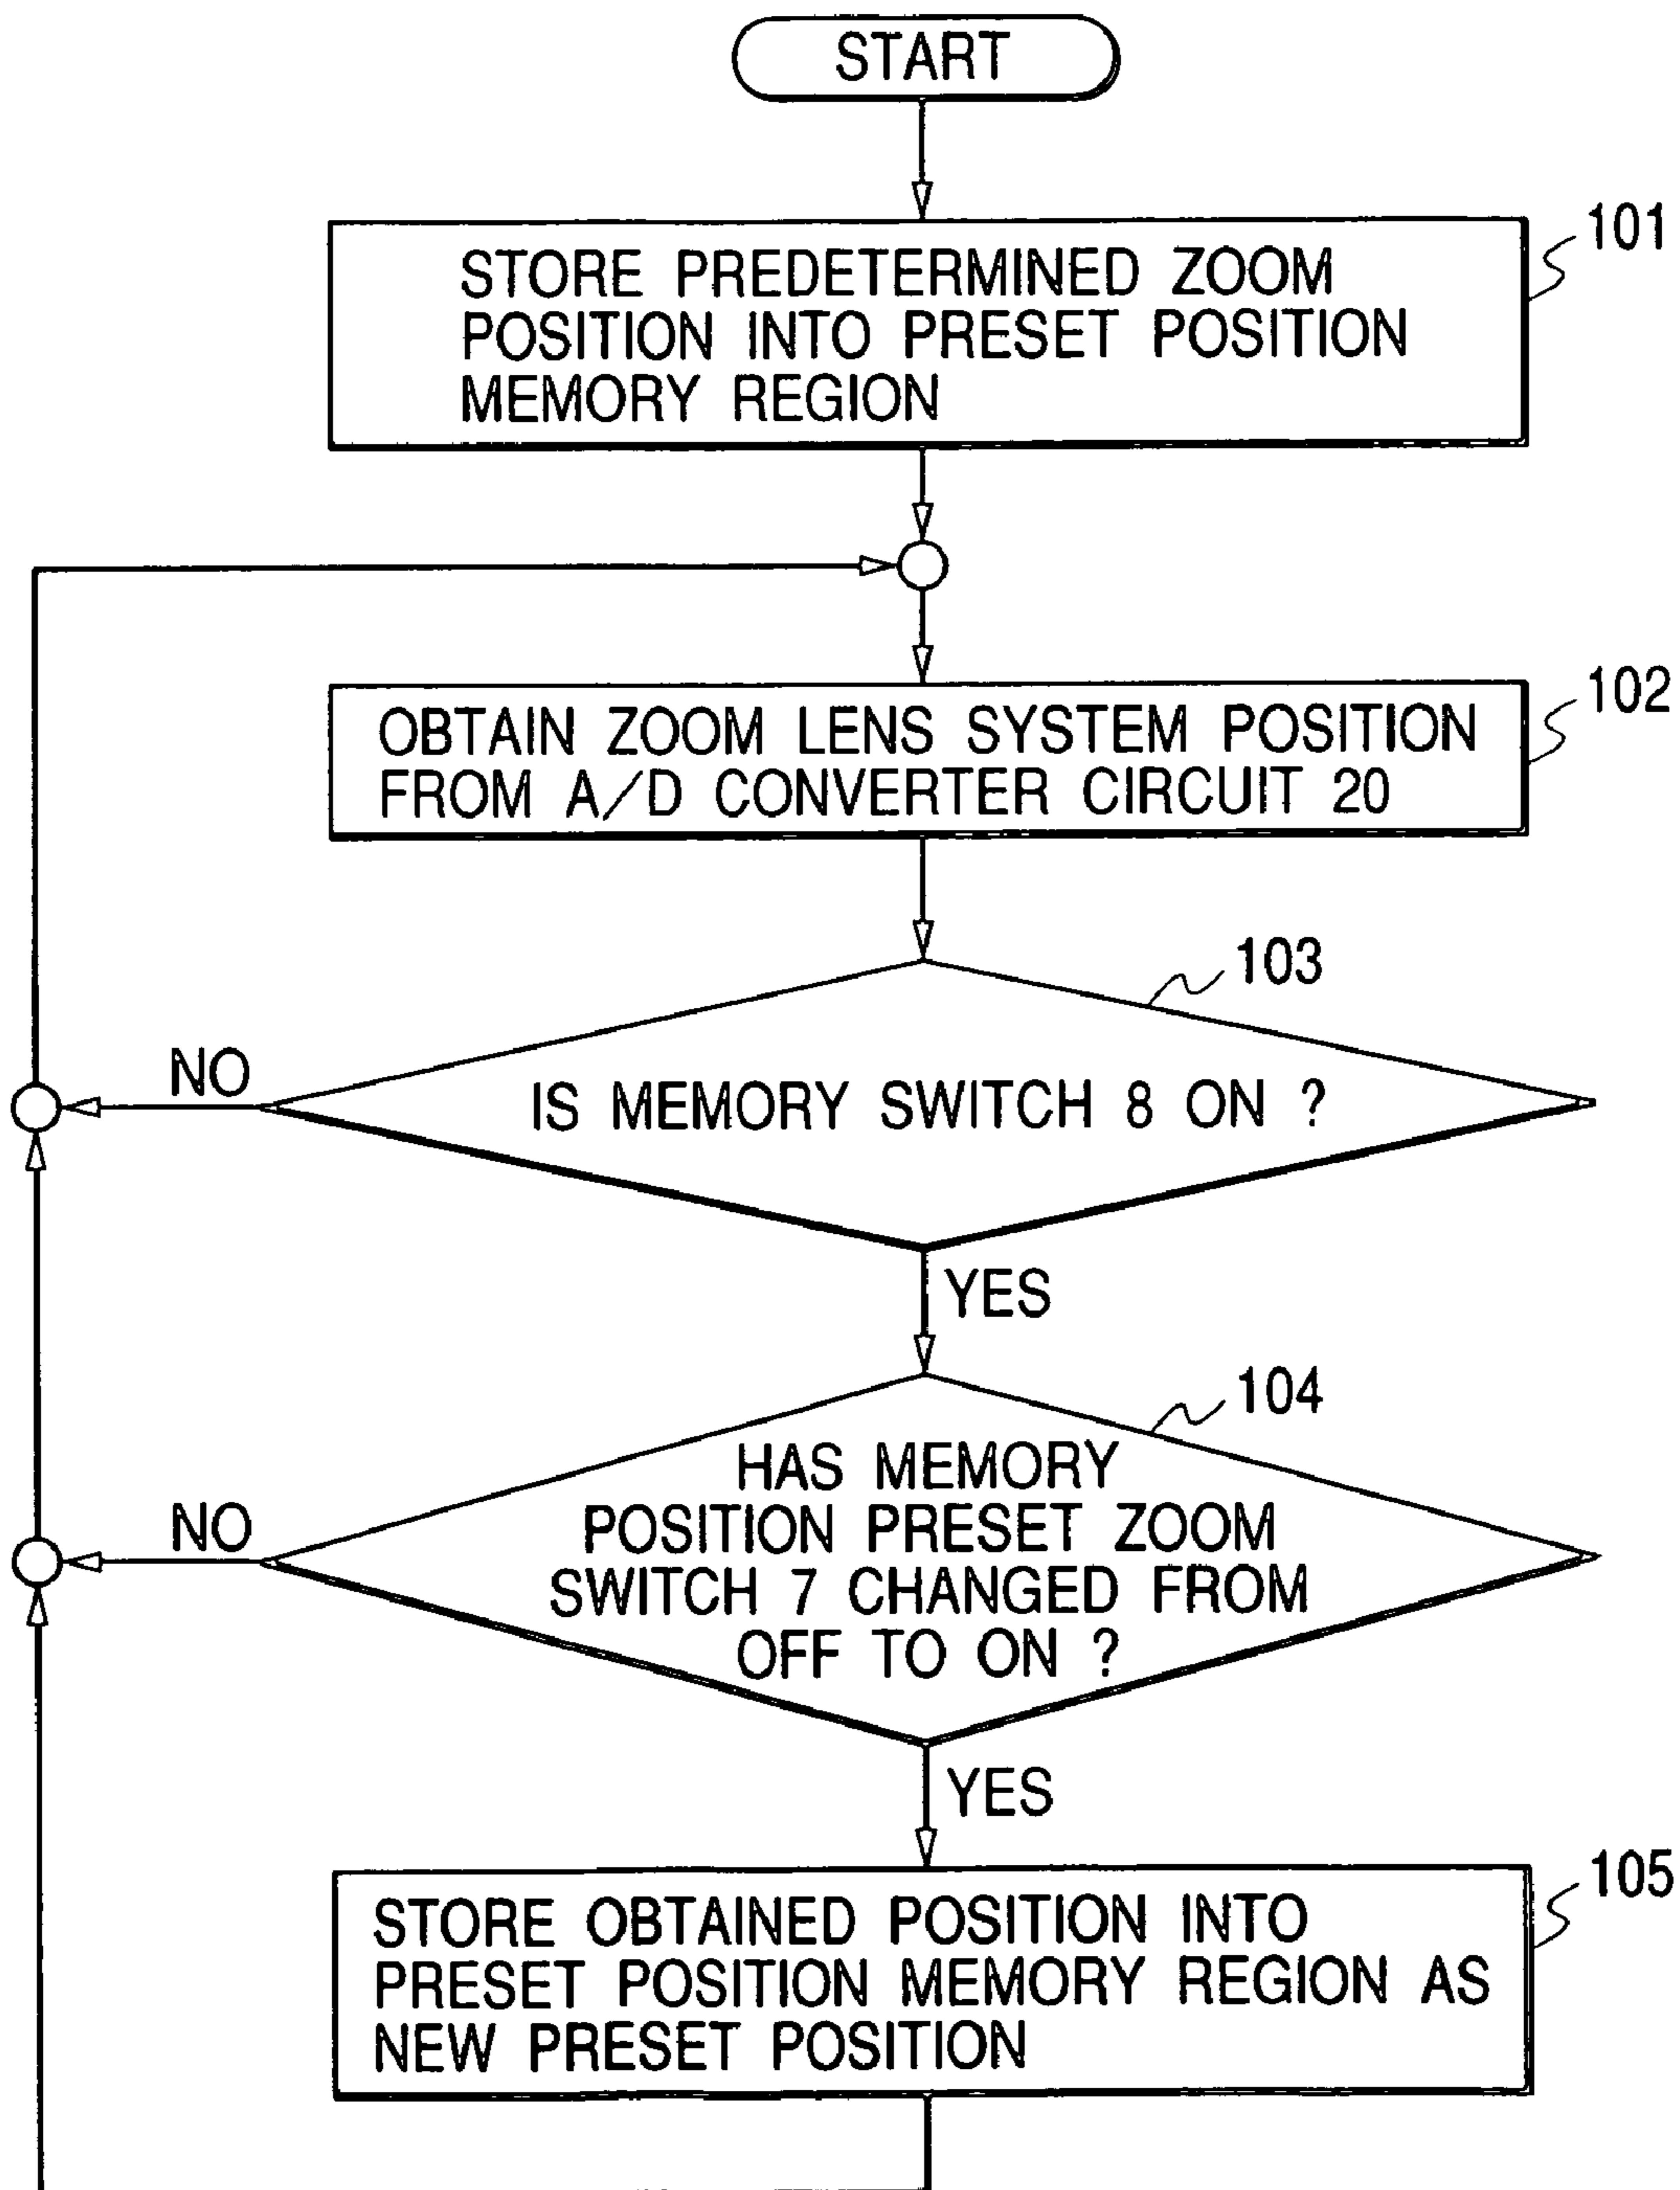 START
101
STORE PREDETERMINED ZOOM
POSITION INTO PRESET POSITION
MEMORY REGION
102
OBTAIN ZOOM LENS SYSTEM POSITION
FROM A/D CONVERTER CIRCUIT 20
103
NO
IS MEMORY SWITCH 8 ON ?
YES
104
HAS MEMORY
POSITION PRESET ZOOM
NO
SWITCH 7 CHANGED FROM
OFF TO ON ?
YES
105
STORE OBTAINED POSITION INTO
PRESET POSITION MEMORY REGION AS
NEW PRESET POSITION